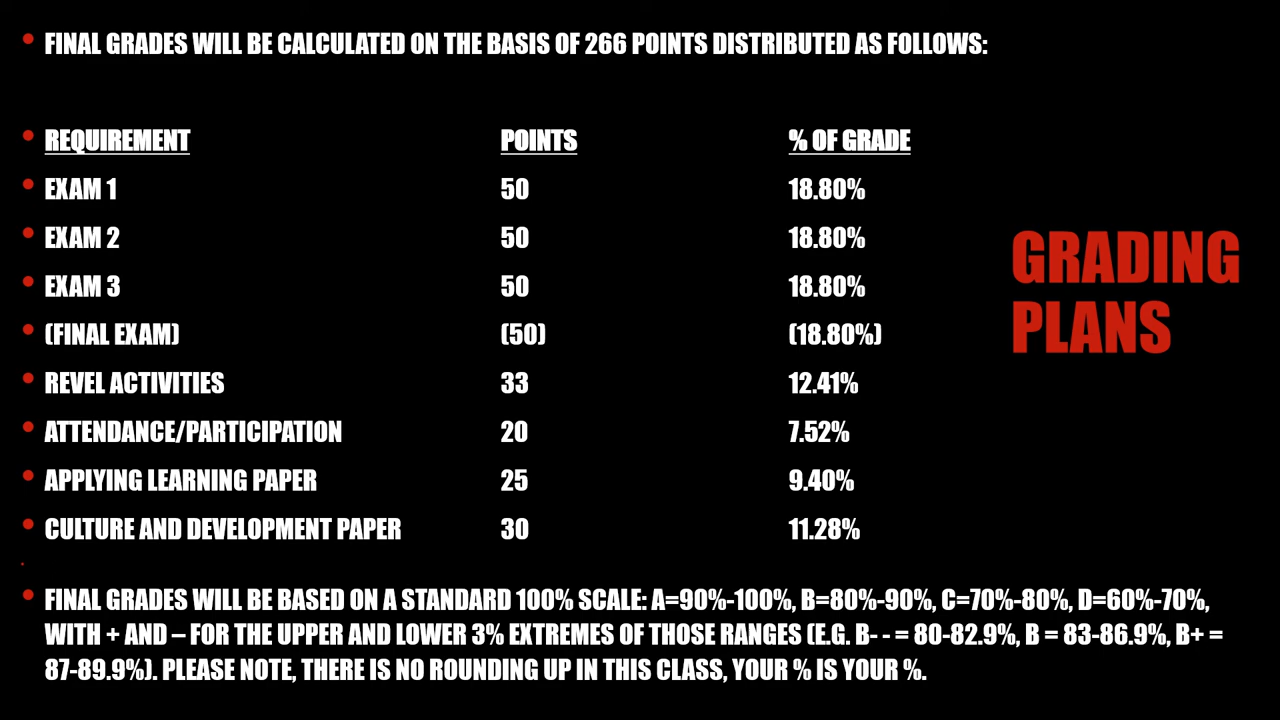 FINAL GRADES WILL BE CALCULATED ON THE BASIS OF 266 POINTS DISTRIBUTED AS FOLLOWS:
REQUIREMENT POINTS % OF GRADE
EXAM 1 50 18.80%
EXAM 2 50 18.80%
EXAM 3 50 18.80%
(FINAL EXAM) (50) (18.80%)
REVEL ACTIVITIES 33 12.41%
ATTENDANCE/PARTICIPATION 20 7.52%
APPLYING LEARNING PAPER 25 9.40%
CULTURE AND DEVELOPMENT PAPER 30 11.28%
FINAL GRADES WILL BE BASED ON A STANDARD 100% SCALE: A=90%-100%, B=80%-90%, C=70%-80%, D=60%-70%,
WITH + AND – FOR THE UPPER AND LOWER 3% EXTREMES OF THOSE RANGES (E.G. B- - = 80-82.9%, B = 83-86.9%, B+ =
87-89.9%). PLEASE NOTE, THERE IS NO ROUNDING UP IN THIS CLASS, YOUR % IS YOUR %.
GRADING
PLANS